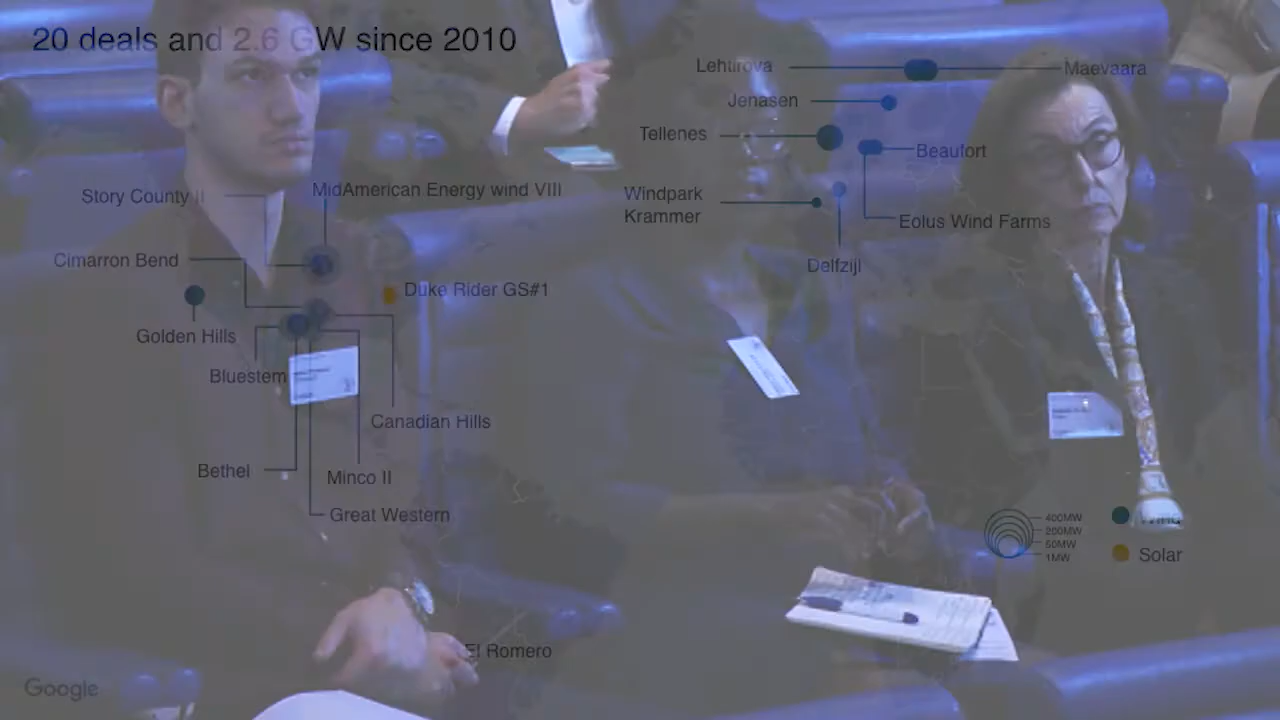 20 deals and 2.6 GW since 2010
Lehtirova
Maevaara
Jenasen
Tellenes
Beaufort
Story County II
MidAmerican Energy wind VIII
Windpark
Krammer
Eolus Wind Farms
Cimarron Bend
Delfzijl
Duke Rider GS#1
Golden Hills
Bluestem
Canadian Hills
Bethel
Minco II
Great Western
400MW
200MW
50MW
1MW
Wind
Solar
El Romero
Google